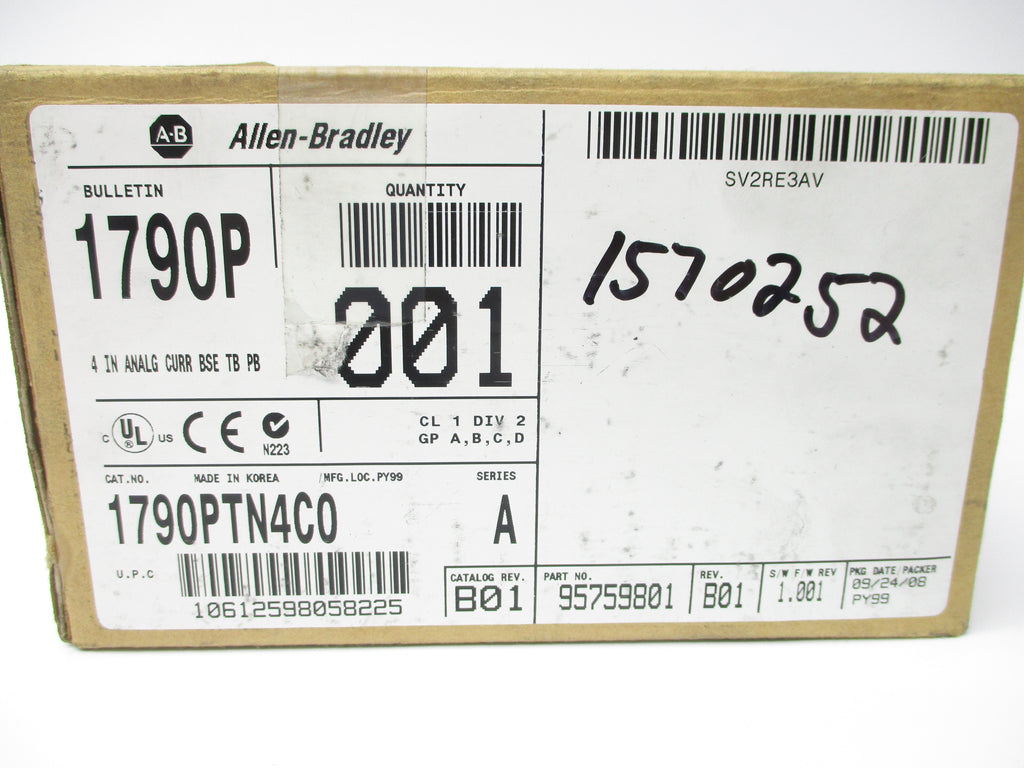 A-B Allen-Bradley
BULLETIN
1790P
QUANTITY
001
4 IN ANALG CURR BSE TB PB
C UL ® US CE N223
CL 1 DIV 2
GP A,B,C,D
CAT.NO. MADE IN KOREA /MFG.LOC.PY99 SERIES
1790PTN4C0 A
U.P.C
10612598058225
CATALOG REV.
B01
PART NO.
95759801
REV.
B01
S/W F/W REV
1.001
PKG DATE/PACKER
09/24/08
PY99
SV2RE3AV
1570252